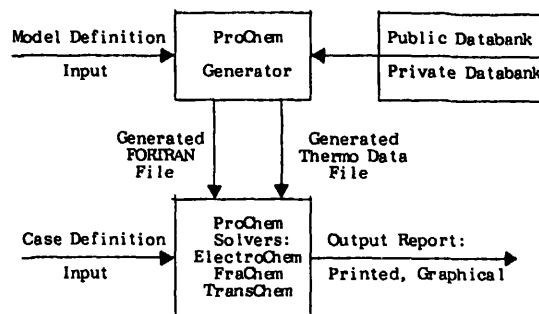 Model Definition
Input
ProChem
Generator
Public Databank
Private Databank
Generated
FORTRAN
File
Generated
Thermo Data
File
Case Definition
Input
ProChem
Solvers:
ElectroChem
FraChem
TransChem
Output Report:
Printed, Graphical